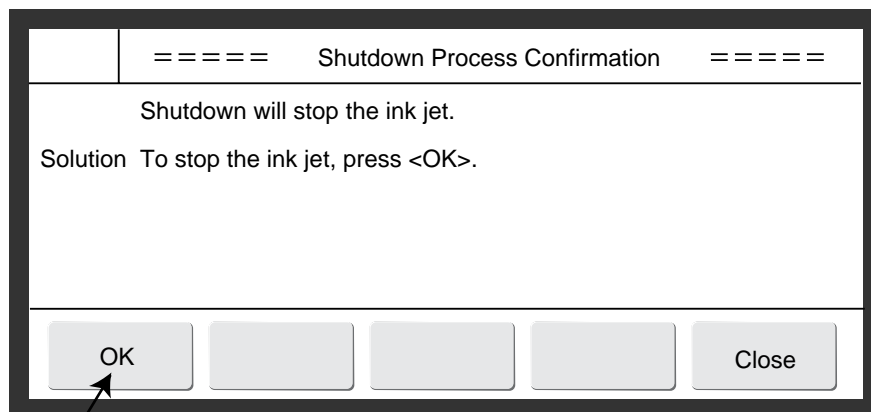 ===== Shutdown Process Confirmation =====
Shutdown will stop the ink jet.
Solution To stop the ink jet, press <OK>.
OK Close